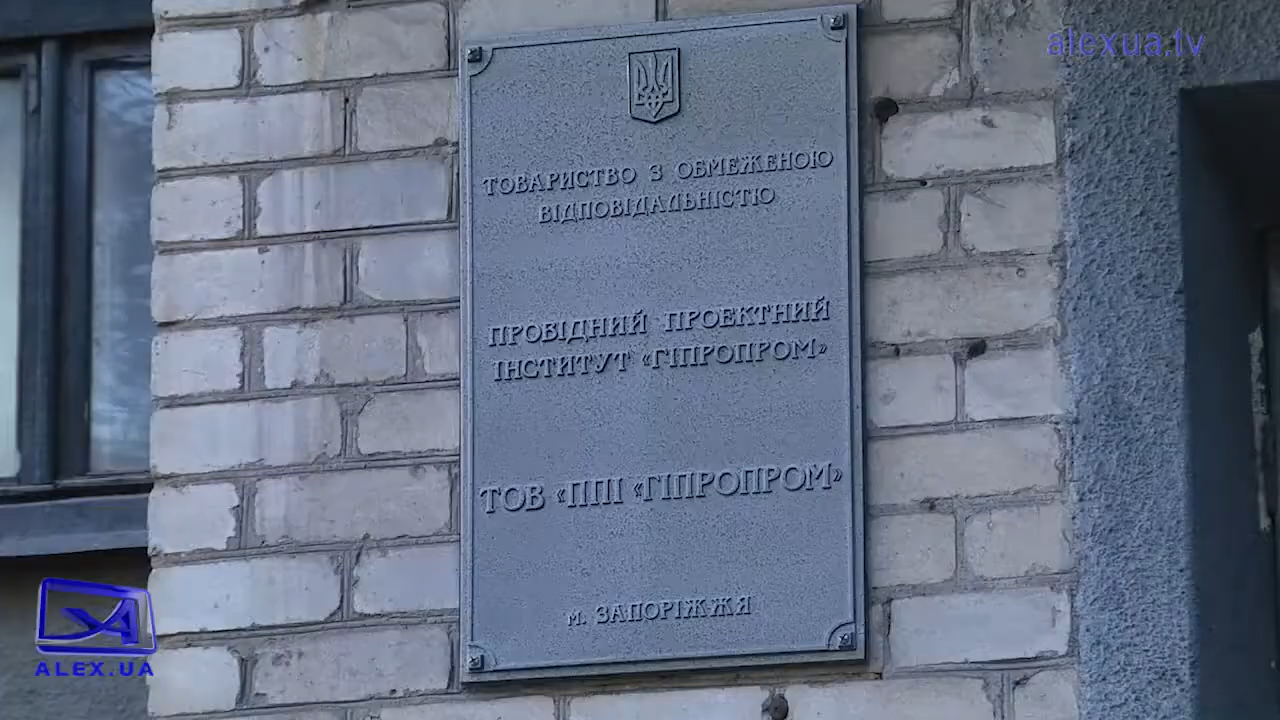 alexua.tv
ТОВАРИСТВО З ОБМЕЖЕНОЮ
ВІДПОВІДАЛЬНІСТЮ
ПРОВІДНИЙ ПРОЕКТНИЙ
ІНСТИТУТ «ГІПРОПРОМ»
ТОВ «ППІ «ГІПРОПРОМ»
м. ЗАПОРІЖЖЯ
ALEX.UA